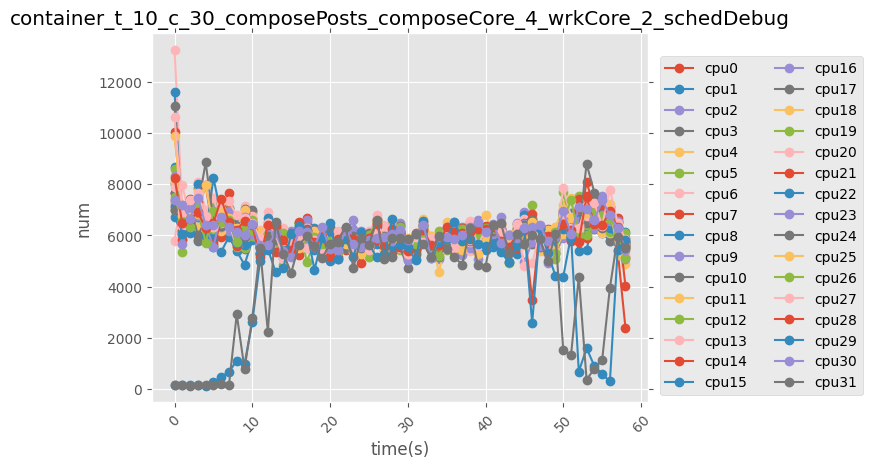 container_t_10_c_30_composePosts_composeCore_4_wrkCore_2_schedDebug
num
12000
10000
8000
6000
4000
2000
0
0
10
20
30
40
50
60
time(s)
cpu0
cpu1
cpu2
cpu3
cpu4
cpu5
cpu6
cpu7
cpu8
cpu9
cpu10
cpu11
cpu12
cpu13
cpu14
cpu15
cpu16
cpu17
cpu18
cpu19
cpu20
cpu21
cpu22
cpu23
cpu24
cpu25
cpu26
cpu27
cpu28
cpu29
cpu30
cpu31